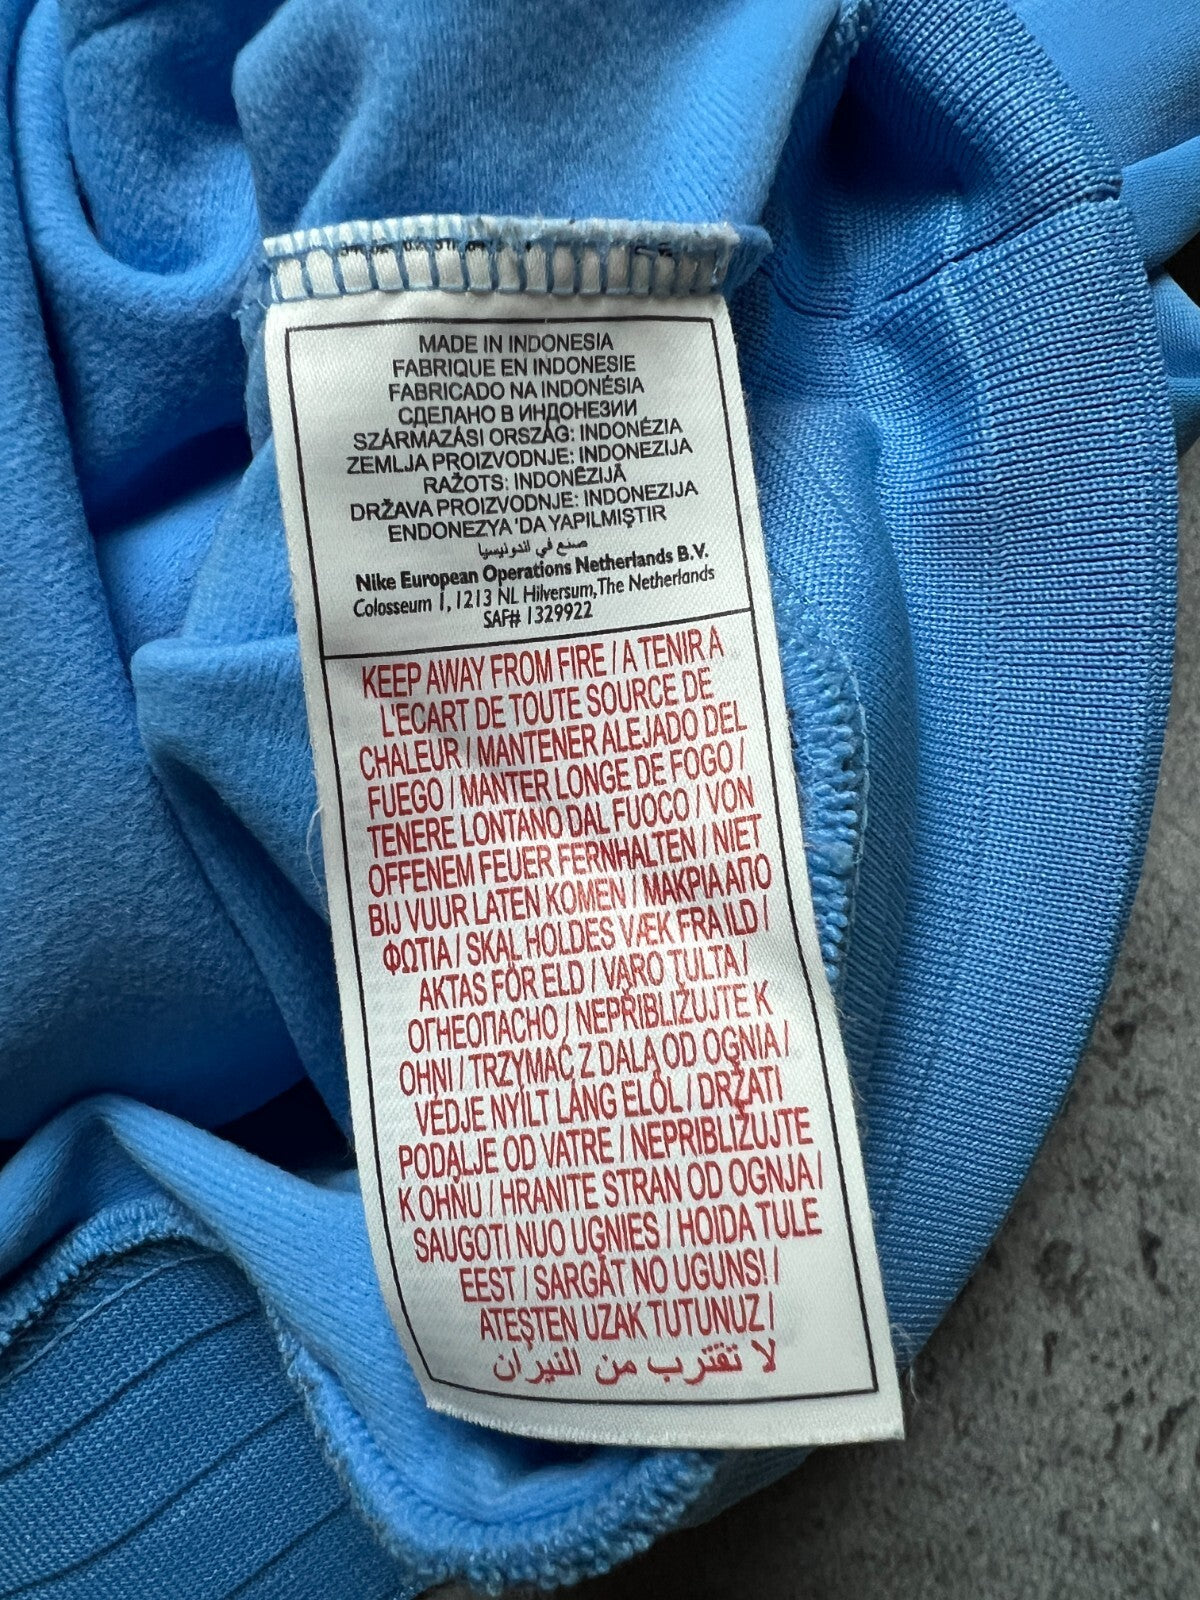 MADE IN INDONESIA
FABRIQUE EN INDONESIE
FABRICADO NA INDONÉSIA
СДЕЛАНО В ИНДОНЕЗИИ
SZÁRMAZÁSI ORSZÁG: INDONÉZIA
ZEMLJA PROIZVODNJE: INDONEZIJA
RAŽOTS: INDONĒZIJĀ
DRŽAVA PROIZVODNJE: INDONEZIJA
ENDONEZYA 'DA YAPILMIŞTIR
صنع في اندونيسيا
Nike European Operations Netherlands B.V.
Colosseum 1, 1213 NL Hilversum, The Netherlands
SAF# 1329922
KEEP AWAY FROM FIRE / A TENIR A
L'ECART DE TOUTE SOURCE DE
CHALEUR / MANTENER ALEJADO DEL
FUEGO / MANTER LONGE DE FOGO /
TENERE LONTANO DAL FUOCO / VON
OFFENEM FEUER FERNHALTEN / NIET
BIJ VUUR LATEN KOMEN / ΜΑΚΡΙΑ ΑΠΟ
ΦΩΤΙΑ / SKAL HOLDES VÆK FRA ILD /
AKTAS FÖR ELD / VARO TULTA /
ОГНЕОПАСНО / NEPŘIBLIŽUJTE K
OHNI / TRZYMAĆ Z DALA OD OGNIA /
VÉDJE NYÍLT LÁNG ELŐL / DRŽATI
PODALJE OD VATRE / NEPRIBLIŽUJTE
K OHŇU / HRANITE STRAN OD OGNJA /
SAUGOTI NUO UGNIES / HOIDA TULE
EEST / SARGĀT NO UGUNS! /
ATEŞTEN UZAK TUTUNUZ /
لا تقترب من النيران